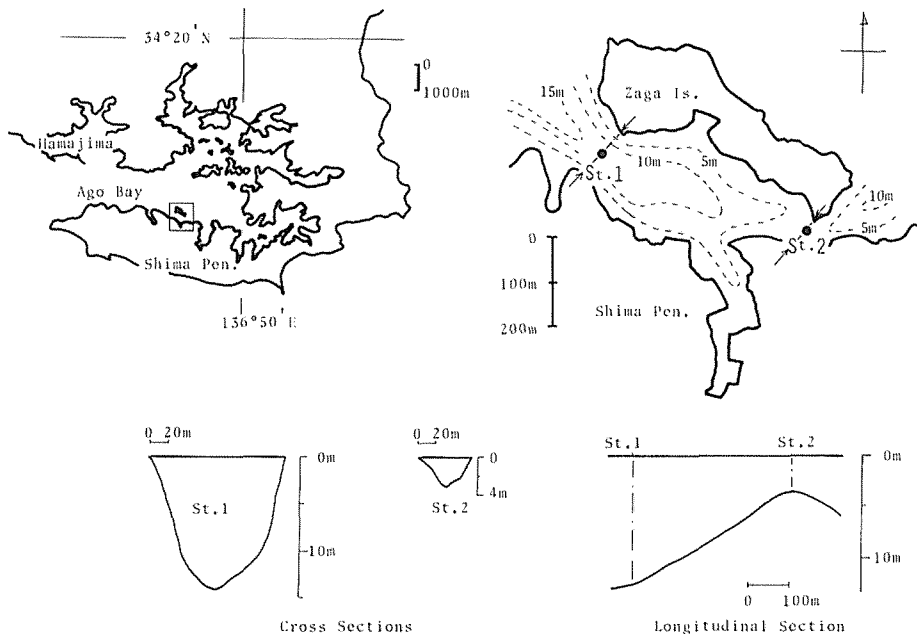 34°20'N
0
1000m
Hamajima
Ago Bay
Shima Pen.
136°50'E
15m
Zaga Is.
St.1
10m
5m
10m
5m
St.2
0
100m
200m
Shima Pen.
0 20m
0m
St.1
10m
0 20m
0
4m
St.2
St.1
St.2
0m
10m
0 100m
Cross Sections
Longitudinal Section